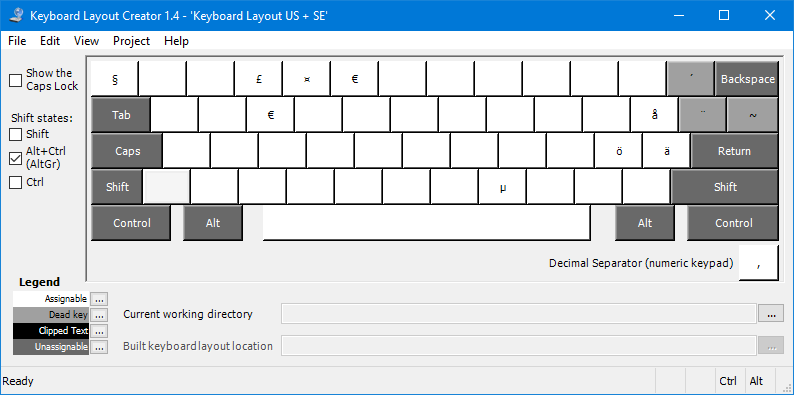 Keyboard Layout Creator 1.4 - 'Keyboard Layout US + SE'
File Edit View Project Help
Show the
Caps Lock
Shift states:
Shift
Alt+Ctrl
(AltGr)
Ctrl
§ £ ¤ € ´ Backspace
Tab € å ¨ ~
Caps ö ä Return
Shift µ Shift
Control Alt Alt Control
Decimal Separator (numeric keypad) ,
Legend
Assignable ...
Dead key ...
Clipped Text ...
Unassignable ...
Current working directory ...
Built keyboard layout location ...
Ready Ctrl Alt